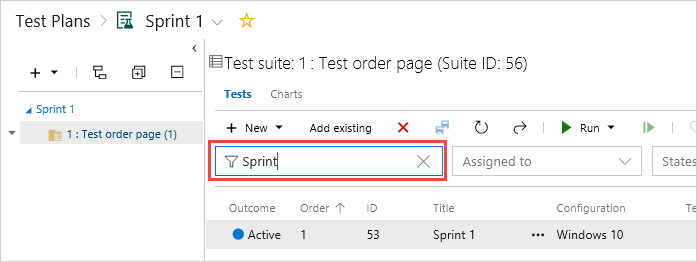 Test Plans Sprint 1
Sprint 1
1 : Test order page (1)
Test suite: 1 : Test order page (Suite ID: 56)
Tests Charts
New Add existing Run
Sprint Assigned to States
Outcome Order ID Title Configuration Te
Active 1 53 Sprint 1 Windows 10